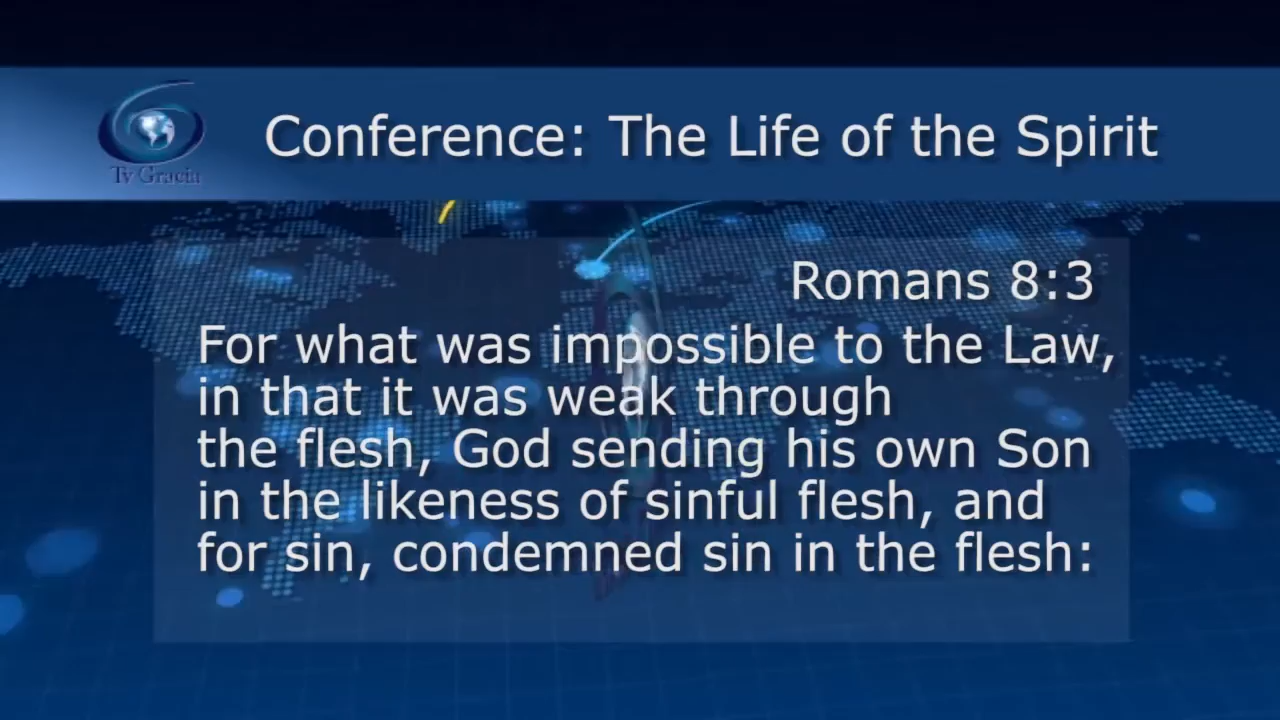 Conference: The Life of the Spirit
Tv Gracia
Romans 8:3
For what was impossible to the Law,
in that it was weak through
the flesh, God sending his own Son
in the likeness of sinful flesh, and
for sin, condemned sin in the flesh: